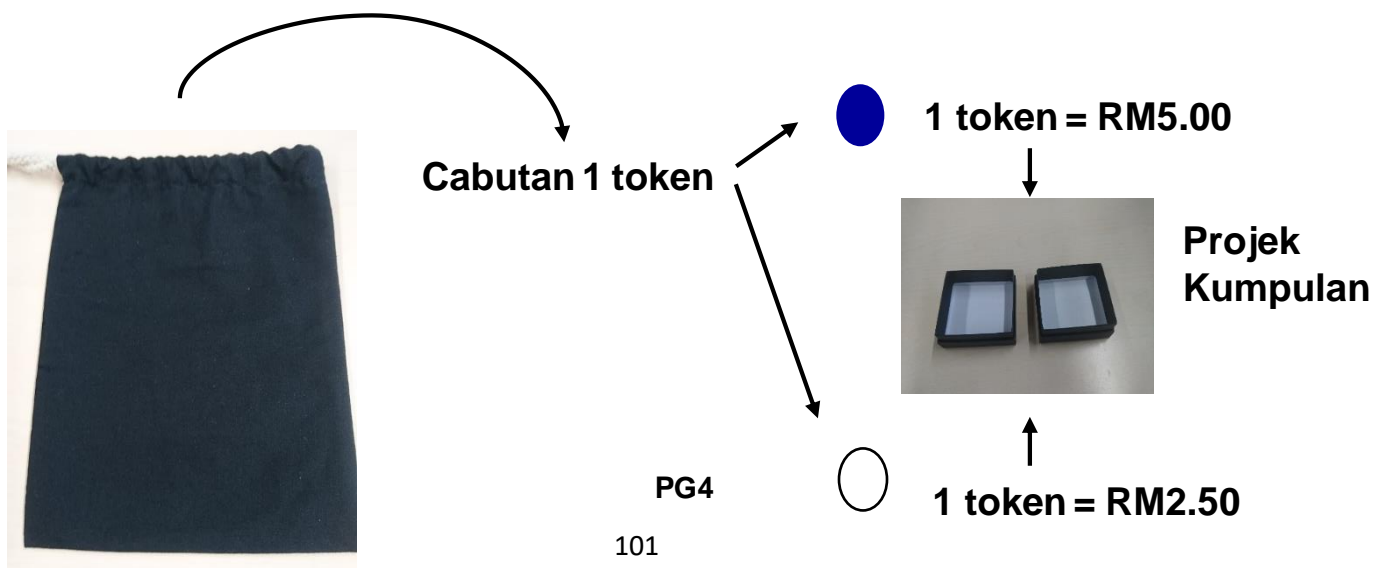 1 token = RM5.00
Cabutan 1 token
Projek
Kumpulan
PG4
1 token = RM2.50
101